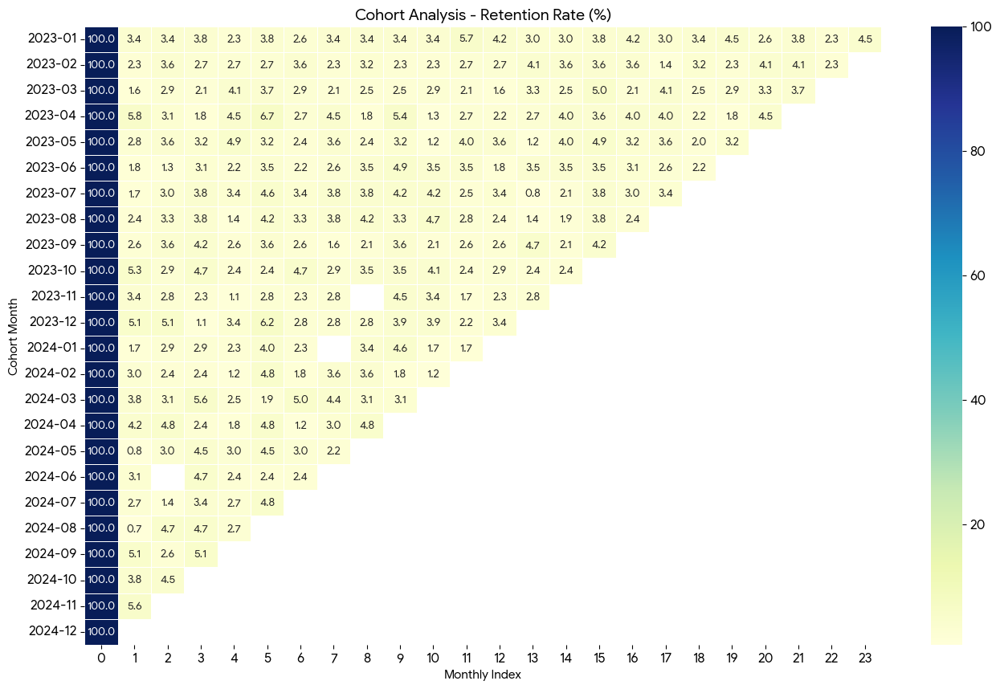 Cohort Analysis - Retention Rate (%)
2023-01 100.0 3.4 3.4 3.8 2.3 3.8 2.6 3.4 3.4 3.4 3.4 5.7 4.2 3.0 3.0 3.8 4.2 3.0 3.4 4.5 2.6 3.8 2.3 4.5
2023-02 100.0 2.3 3.6 2.7 2.7 2.7 3.6 2.3 3.2 2.3 2.3 2.7 2.7 4.1 3.6 3.6 3.6 1.4 3.2 2.3 4.1 4.1 2.3
2023-03 100.0 1.6 2.9 2.1 4.1 3.7 2.9 2.1 2.5 2.5 2.9 2.1 1.6 3.3 2.5 5.0 2.1 4.1 2.5 2.9 3.3 3.7
2023-04 100.0 5.8 3.1 1.8 4.5 6.7 2.7 4.5 1.8 5.4 1.3 2.7 2.2 2.7 4.0 3.6 4.0 4.0 2.2 1.8 4.5
2023-05 100.0 2.8 3.6 3.2 4.9 3.2 2.4 3.6 2.4 3.2 1.2 4.0 3.6 1.2 4.0 4.9 3.2 3.6 2.0 3.2
2023-06 100.0 1.8 1.3 3.1 2.2 3.5 2.2 2.6 3.5 4.9 3.5 3.5 1.8 3.5 3.5 3.5 3.1 2.6 2.2
2023-07 100.0 1.7 3.0 3.8 3.4 4.6 3.4 3.8 3.8 4.2 4.2 2.5 3.4 0.8 2.1 3.8 3.0 3.4
2023-08 100.0 2.4 3.3 3.8 1.4 4.2 3.3 3.8 4.2 3.3 4.7 2.8 2.4 1.4 1.9 3.8 2.4
2023-09 100.0 2.6 3.6 4.2 2.6 3.6 2.6 1.6 2.1 3.6 2.1 2.6 2.6 4.7 2.1 4.2
2023-10 100.0 5.3 2.9 4.7 2.4 2.4 4.7 2.9 3.5 3.5 4.1 2.4 2.9 2.4 2.4
2023-11 100.0 3.4 2.8 2.3 1.1 2.8 2.3 2.8 4.5 3.4 1.7 2.3 2.8
2023-12 100.0 5.1 5.1 1.1 3.4 6.2 2.8 2.8 2.8 3.9 3.9 2.2 3.4
2024-01 100.0 1.7 2.9 2.9 2.3 4.0 2.3 3.4 4.6 1.7 1.7
2024-02 100.0 3.0 2.4 2.4 1.2 4.8 1.8 3.6 3.6 1.8 1.2
2024-03 100.0 3.8 3.1 5.6 2.5 1.9 5.0 4.4 3.1 3.1
2024-04 100.0 4.2 4.8 2.4 1.8 4.8 1.2 3.0 4.8
2024-05 100.0 0.8 3.0 4.5 3.0 4.5 3.0 2.2
2024-06 100.0 3.1 4.7 2.4 2.4 2.4
2024-07 100.0 2.7 1.4 3.4 2.7 4.8
2024-08 100.0 0.7 4.7 4.7 2.7
2024-09 100.0 5.1 2.6 5.1
2024-10 100.0 3.8 4.5
2024-11 100.0 5.6
2024-12 100.0
0 1 2 3 4 5 6 7 8 9 10 11 12 13 14 15 16 17 18 19 20 21 22 23
Monthly Index
Cohort Month
100
80
60
40
20